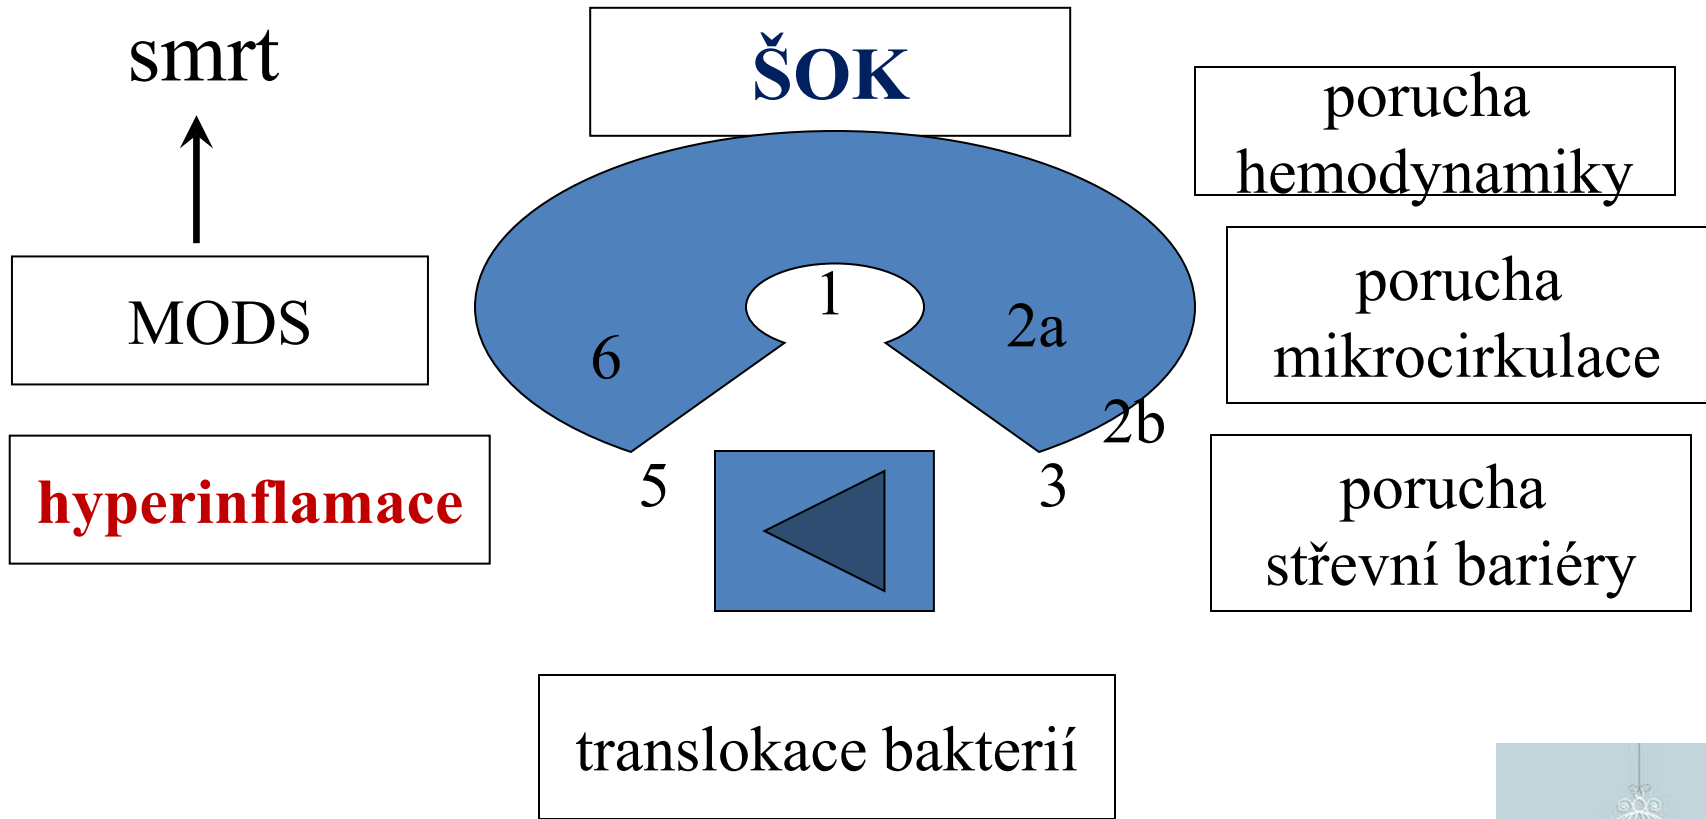 smrt
ŠOK
porucha
hemodynamiky
MODS
1
2a
6
porucha
mikrocirkulace
2b
hyperinflamace
5
3
porucha
střevní bariéry
translokace bakterií